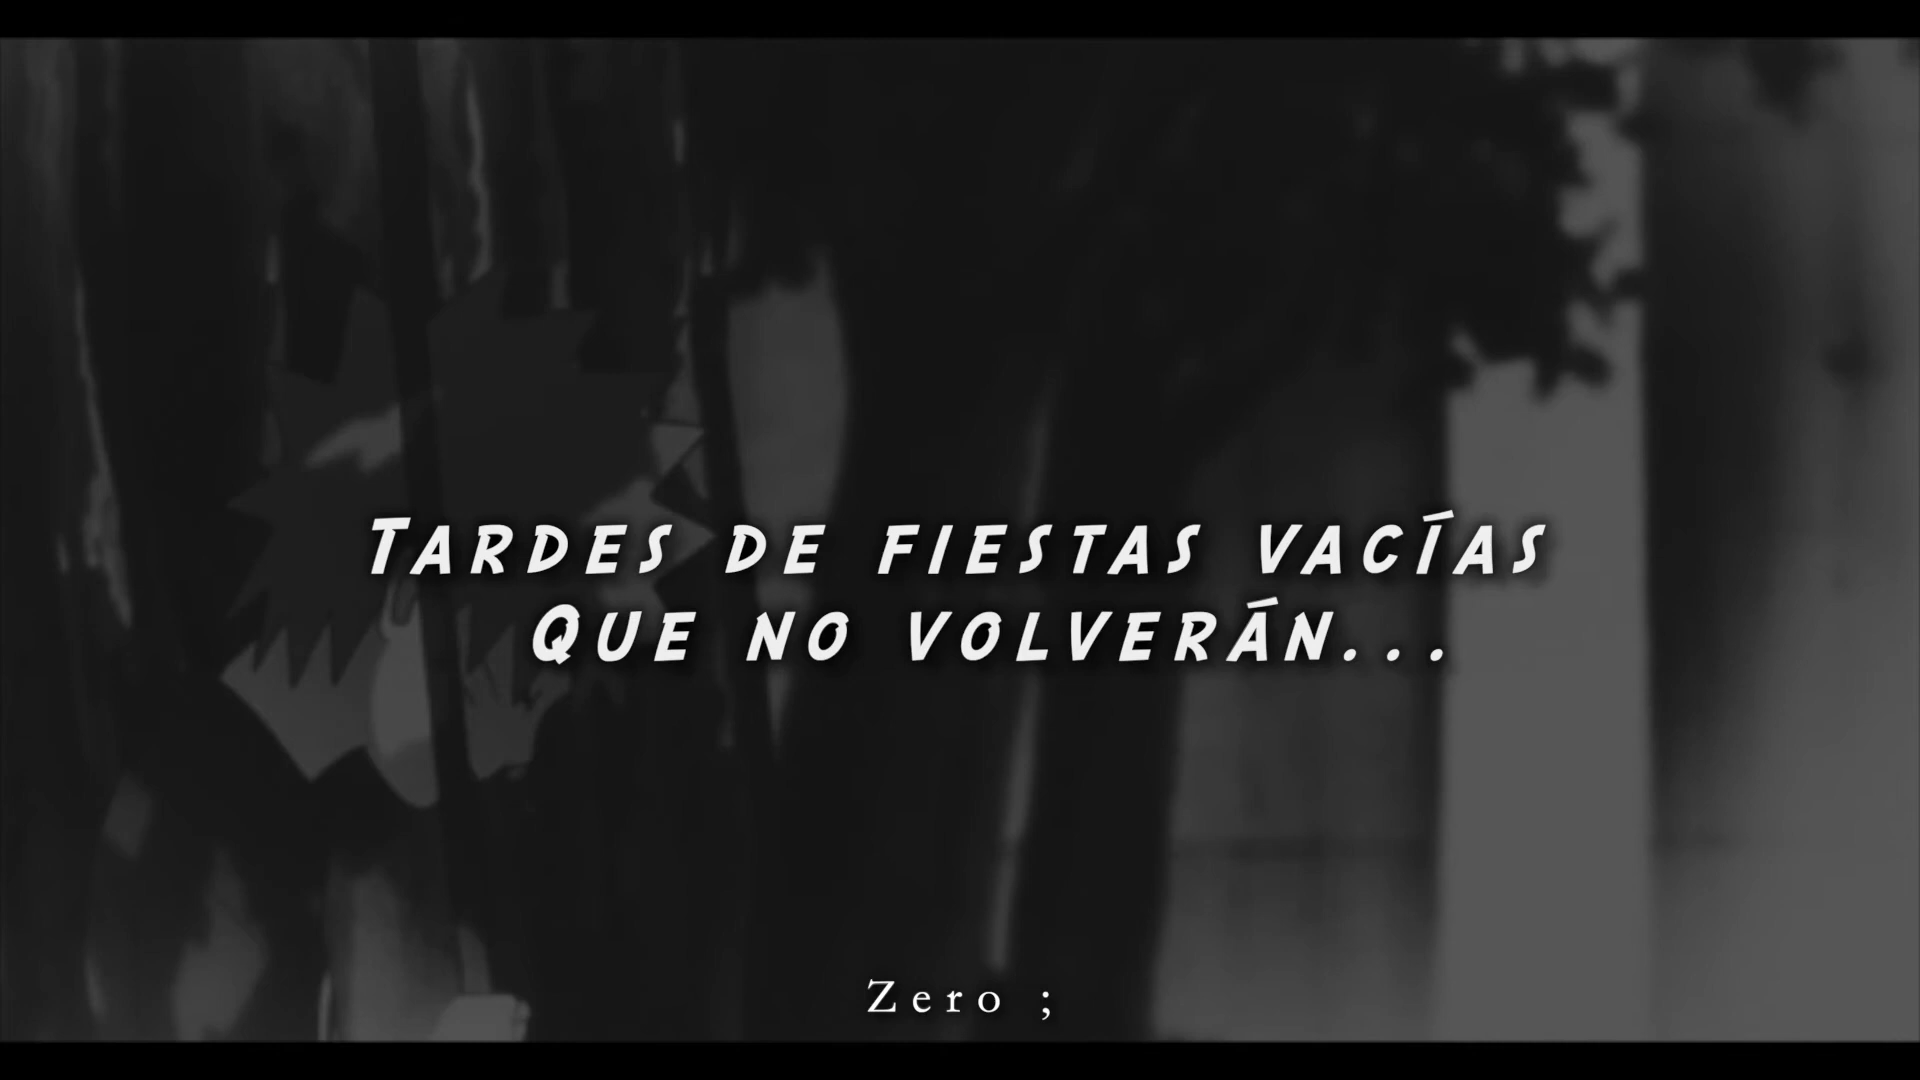 Tardes de fiestas vacías
Que no volverán...
Zero ;